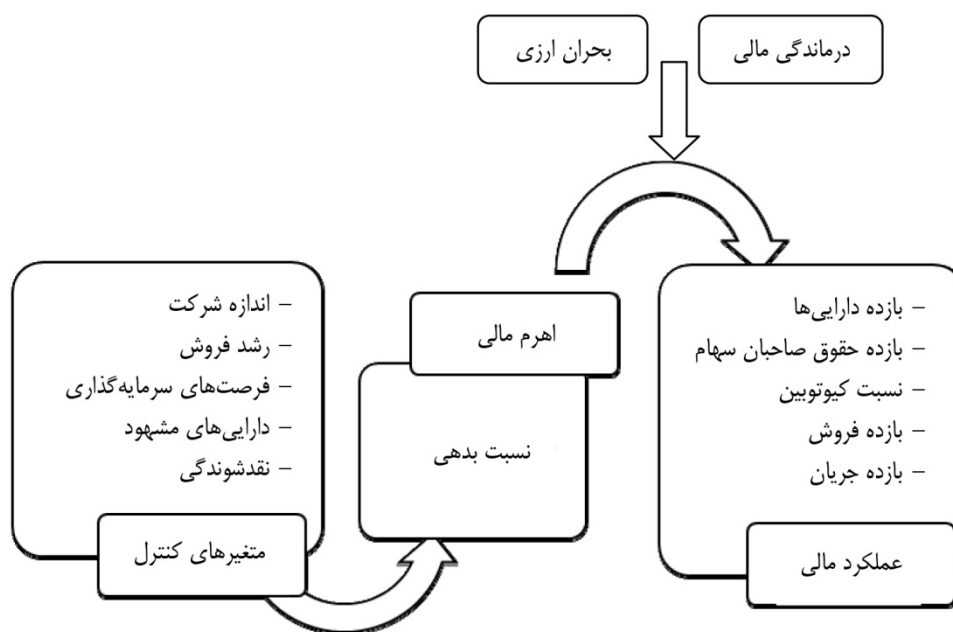 درماندگی مالی
بحران ارزی
- بازده دارایی‌ها
- بازده حقوق صاحبان سهام
- نسبت کیوتوبین
- بازده فروش
- بازده جریان
عملکرد مالی
اهرم مالی
نسبت بدهی
- اندازه شرکت
- رشد فروش
- فرصت‌های سرمایه‌گذاری
- دارایی‌های مشهود
- نقدشوندگی
متغیرهای کنترل